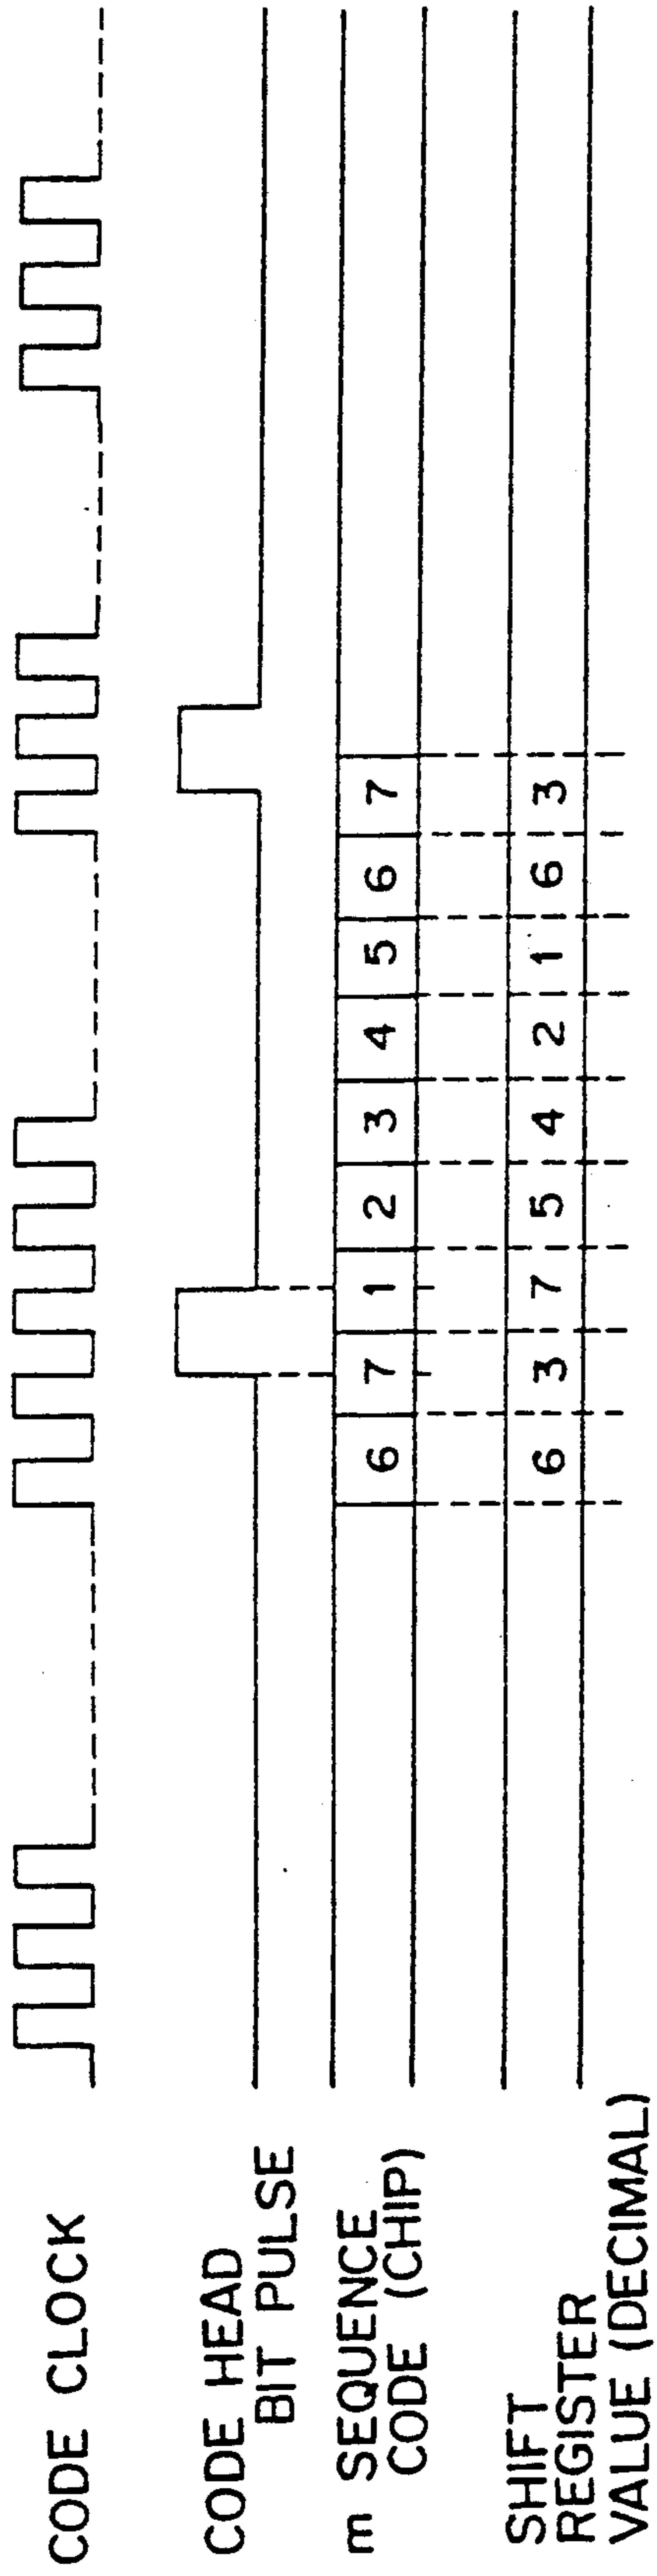 CODE CLOCK
CODE HEAD
BIT PULSE
m SEQUENCE
CODE (CHIP)
6 7 1 2 3 4 5 6 7
SHIFT
REGISTER
VALUE (DECIMAL)
6 3 7 5 4 2 1 6 3